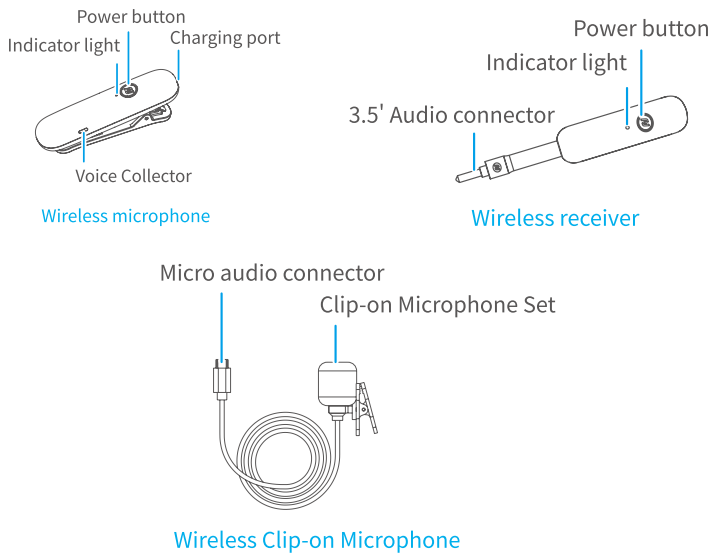 Power button
Indicator light
Charging port
Voice Collector
Wireless microphone
Power button
Indicator light
3.5' Audio connector
Wireless receiver
Micro audio connector
Clip-on Microphone Set
Wireless Clip-on Microphone